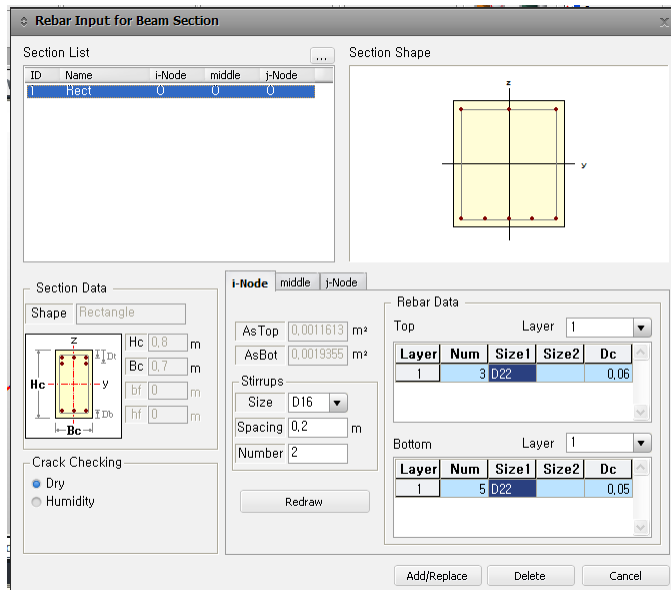 Rebar Input for Beam Section
Section List
...
Section Shape
ID Name i-Node middle j-Node
1 Rect O O O
z
y
Section Data
Shape Rectangle
z
Dt
Hc
y
Db
Bc
Hc 0,8 m
Bc 0,7 m
bf 0 m
hf 0 m
Crack Checking
Dry
Humidity
i-Node middle j-Node
AsTop 0,0011613 m²
AsBot 0,0019355 m²
Stirrups
Size D16
Spacing 0,2 m
Number 2
Redraw
Rebar Data
Top Layer 1
Layer Num Size1 Size2 Dc
1 3 D22 0,06
Bottom Layer 1
Layer Num Size1 Size2 Dc
1 5 D22 0,05
Add/Replace Delete Cancel